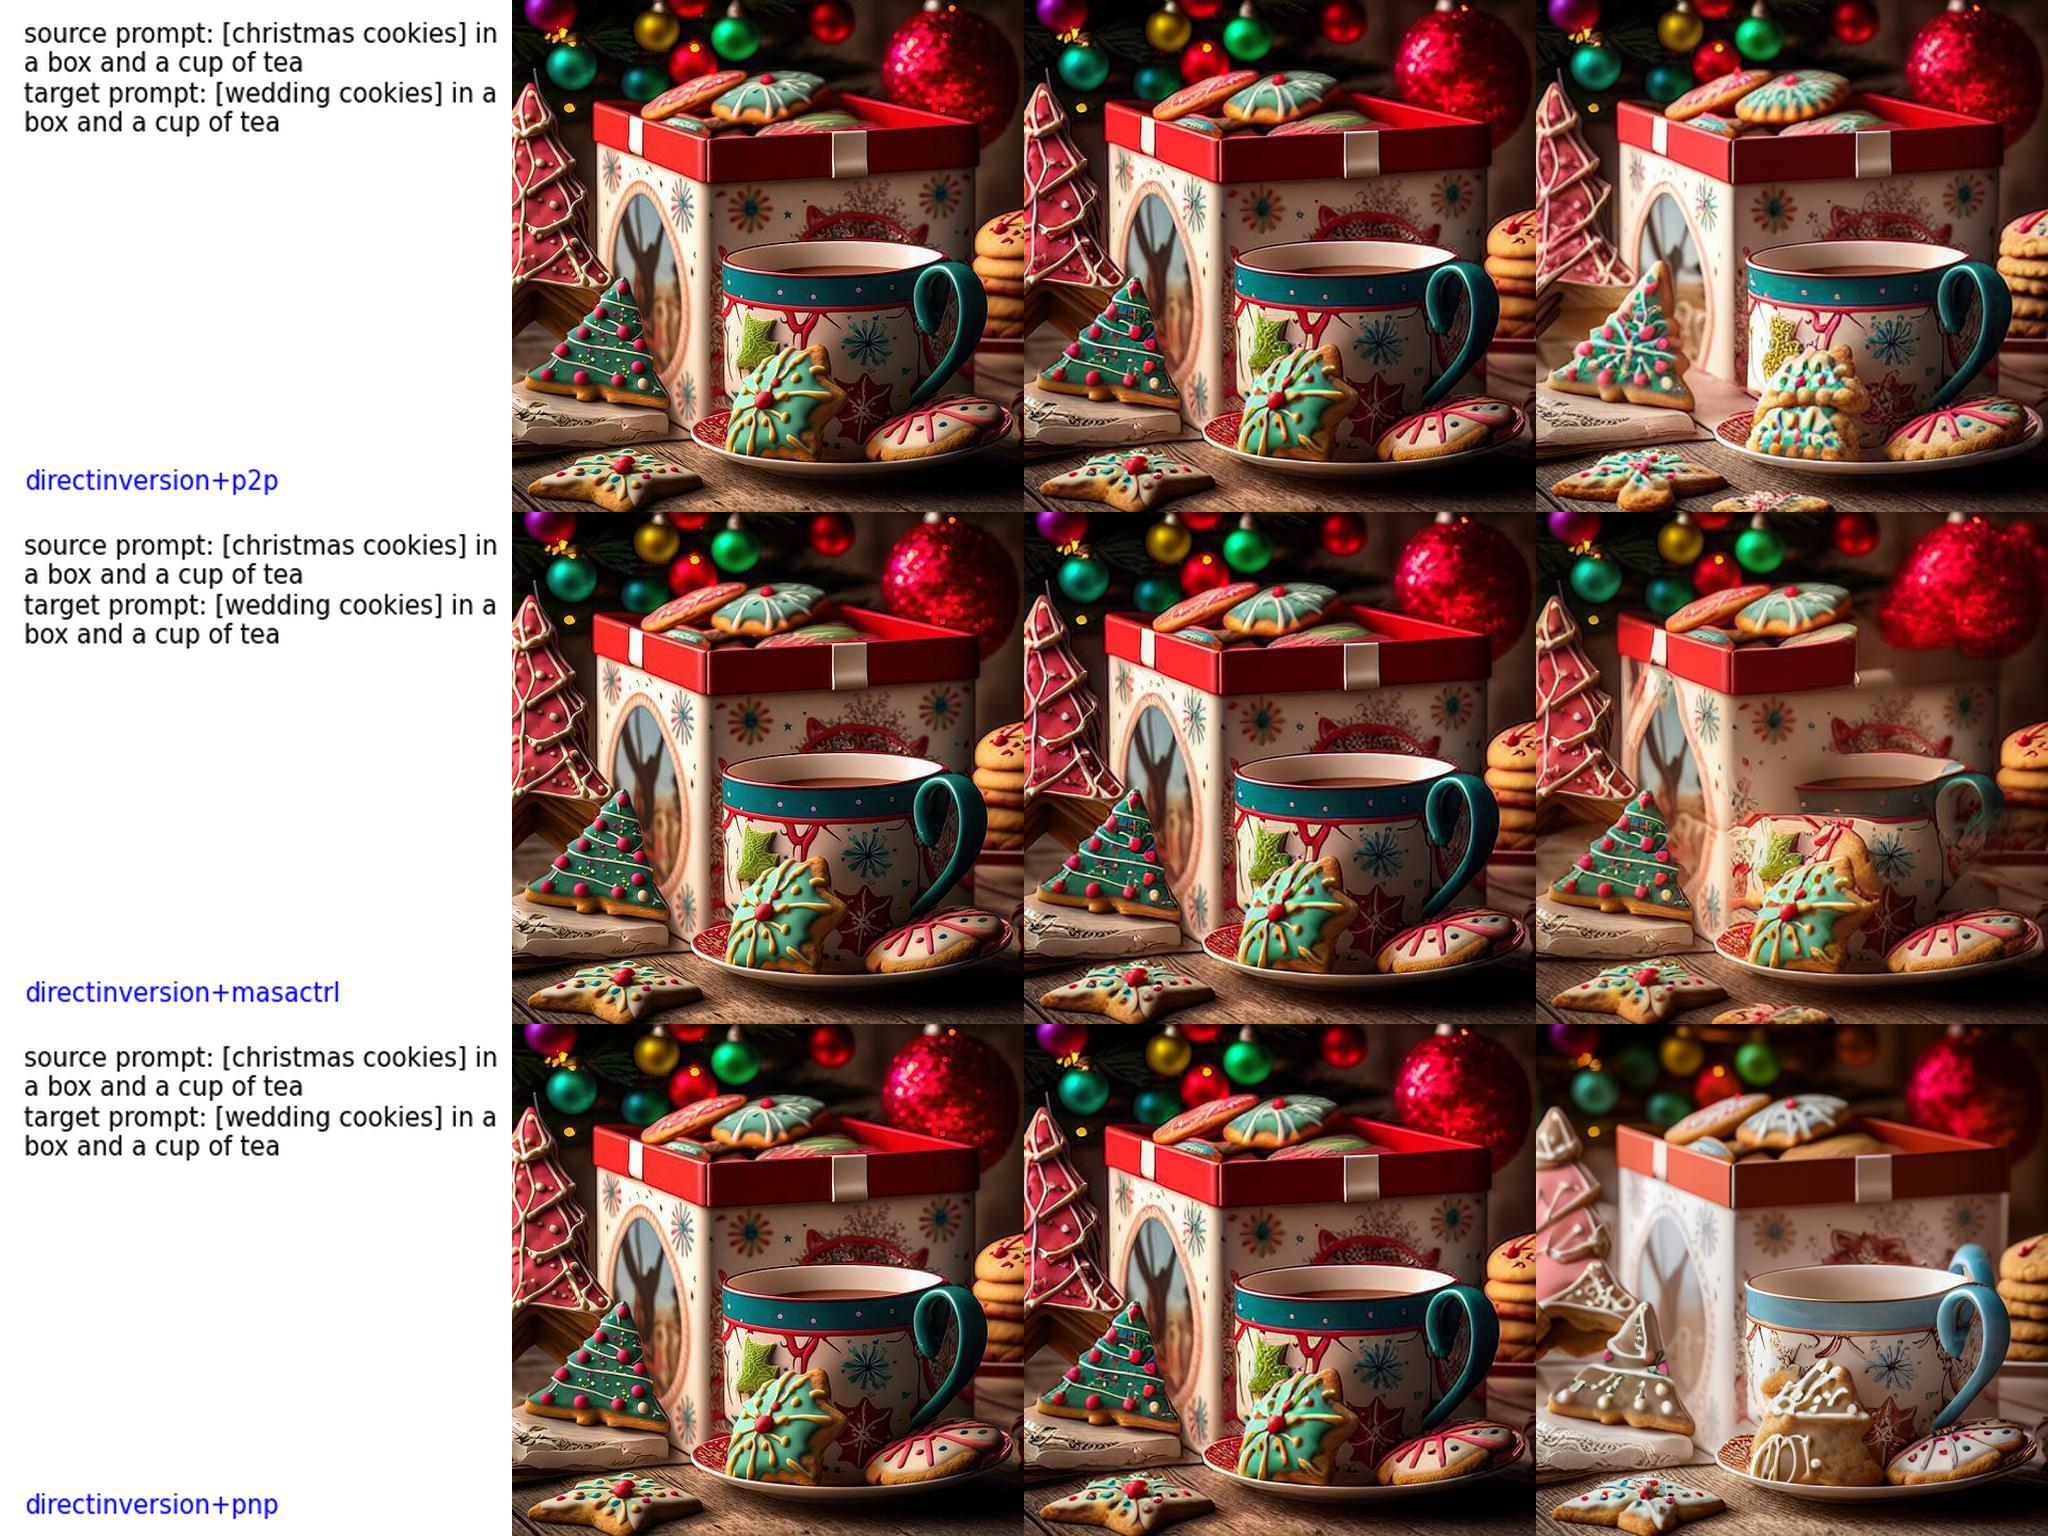 source prompt: [christmas cookies] in
a box and a cup of tea
target prompt: [wedding cookies] in a
box and a cup of tea
directinversion+p2p
source prompt: [christmas cookies] in
a box and a cup of tea
target prompt: [wedding cookies] in a
box and a cup of tea
directinversion+masactrl
source prompt: [christmas cookies] in
a box and a cup of tea
target prompt: [wedding cookies] in a
box and a cup of tea
directinversion+pnp